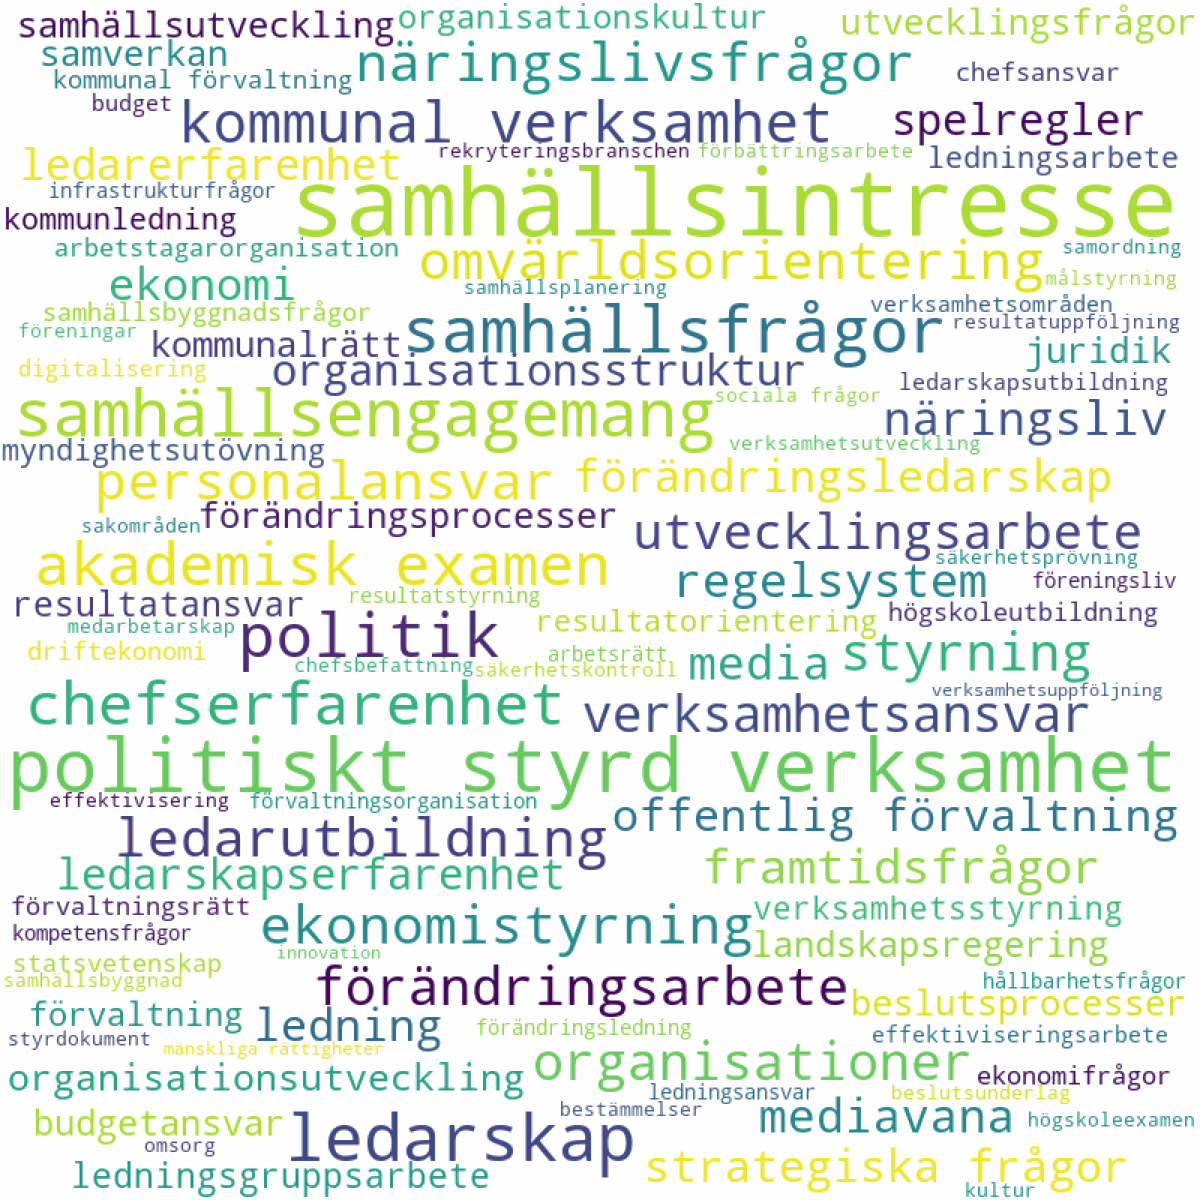 samhällsutveckling organisationskultur utvecklingsfrågor
samverkan näringslivsfrågor chefsansvar
kommunal förvaltning
budget kommunal verksamhet spelregler
ledarerfarenhet rekryteringsbranschen förbättringsarbete ledningsarbete
infrastrukturfrågor samhällsintresse
kommunledning
arbetstagarorganisation omvärldsorientering samordning
ekonomi samhällsplanering målstyrning
samhällsbyggnadsfrågor samhällsfrågor verksamhetsområden
föreningar kommunalrätt resultatuppföljning
juridik
digitalisering organisationsstruktur ledarskapsutbildning
samhällsengagemang sociala frågor näringsliv
myndighetsutövning verksamhetsutveckling
personalansvar förändringsledarskap
sakområden förändringsprocesser utvecklingsarbete
akademisk examen säkerhetsprövning
regelsystem föreningsliv
resultatansvar resultatstyrning högskoleutbildning
medarbetarskap politik resultatorientering
driftekonomi arbetsrätt media styrning
chefsbefattning säkerhetskontroll
chefserfarenhet verksamhetsansvar verksamhetsuppföljning
politiskt styrd verksamhet
effektivisering förvaltningsorganisation offentlig förvaltning
ledarutbildning
ledarskapserfarenhet framtidsfrågor
förvaltningsrätt ekonomistyrning verksamhetsstyrning
kompetensfrågor landskapsregering
statsvetenskap innovation
samhällsbyggnad förändringsarbete hållbarhetsfrågor
förvaltning ledning beslutsprocesser
styrdokument förändringsledning effektiviseringsarbete
mänskliga rättigheter organisationer
organisationsutveckling ekonomifrågor
ledningsansvar beslutsunderlag
budgetansvar ledarskap bestämmelser mediavana högskoleexamen
omsorg
ledningsgruppsarbete strategiska frågor
kultur